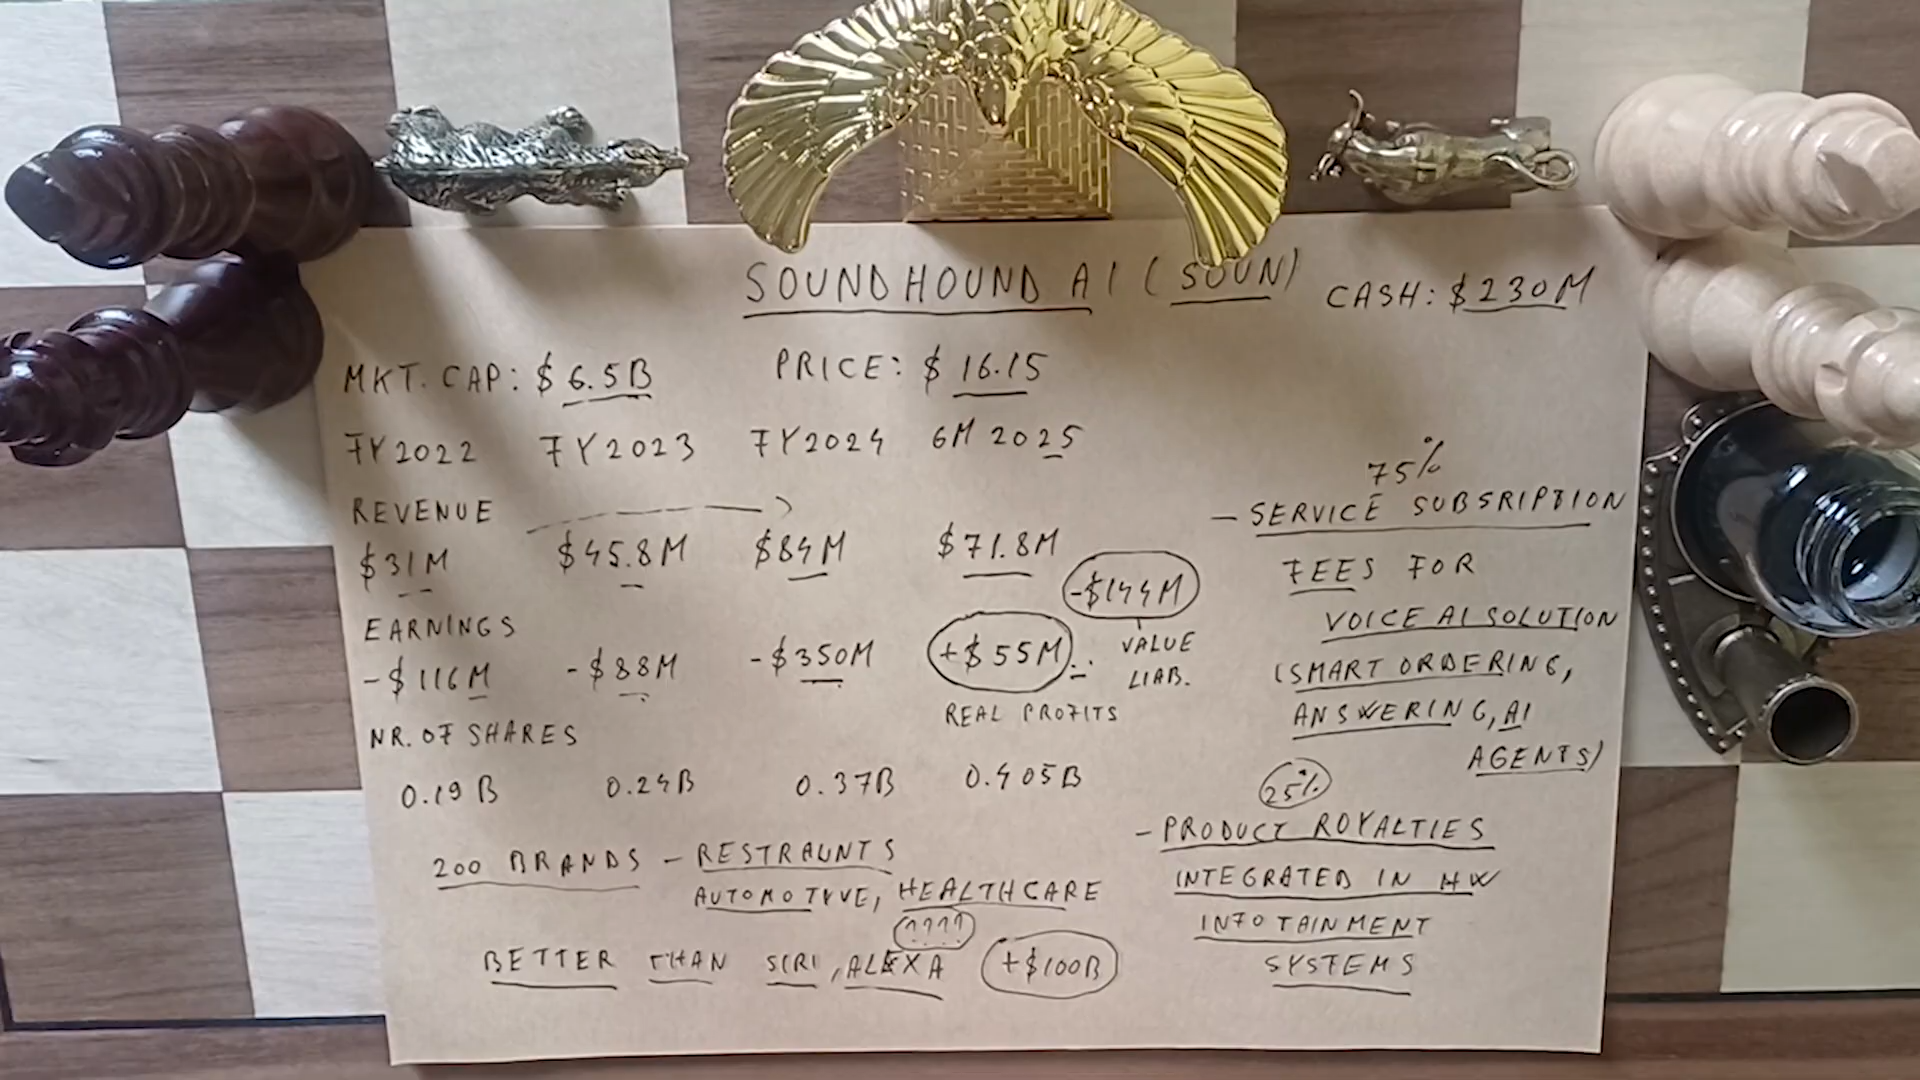 SOUNDHOUND AI (SOUN)
CASH: $230M
MKT. CAP: $6.5B
PRICE: $16.15
FY2022 FY2023 FY2024 6M 2025
REVENUE
$31M $45.8M $84M $71.8M
-$144M
VALUE
LIAB.
EARNINGS
-$116M -$88M -$350M +$55M
REAL PROFITS
NR. OF SHARES
0.19B 0.24B 0.37B 0.405B
200 BRANDS - RESTRAUNTS
AUTOMOTYVE, HEALTHCARE
????
BETTER THAN SIRI, ALEXA +$100B
75%
- SERVICE SUBSRIPTION
FEES FOR
VOICE AI SOLUTION
(SMART ORDERING,
ANSWERING, AI
AGENTS)
25%
- PRODUCT ROYALTIES
INTEGRATED IN HW
INFOTAINMENT
SYSTEMS